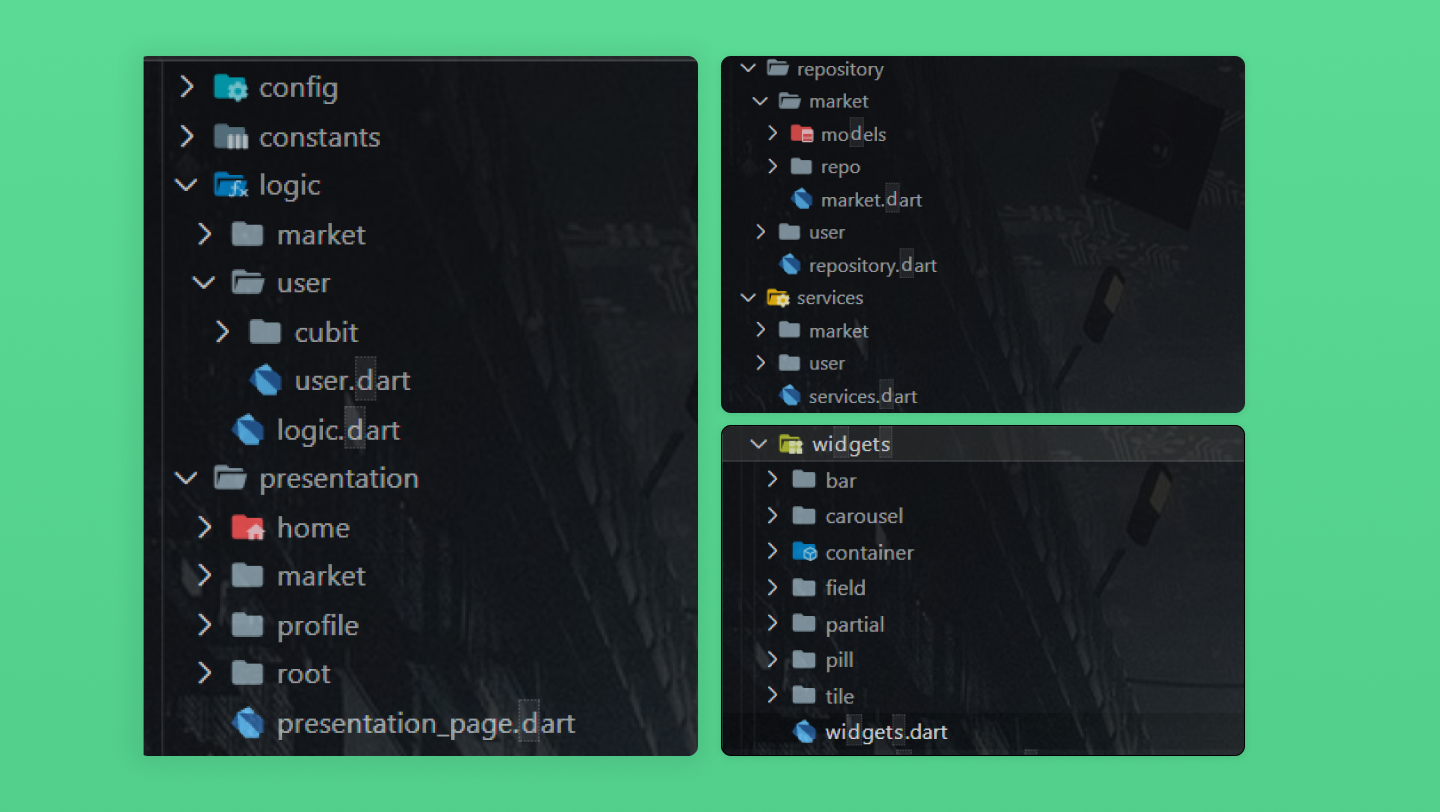 config
constants
logic
market
user
cubit
user.dart
logic.dart
presentation
home
market
profile
root
presentation_page.dart
repository
market
models
repo
market.dart
user
repository.dart
services
market
user
services.dart
widgets
bar
carousel
container
field
partial
pill
tile
widgets.dart